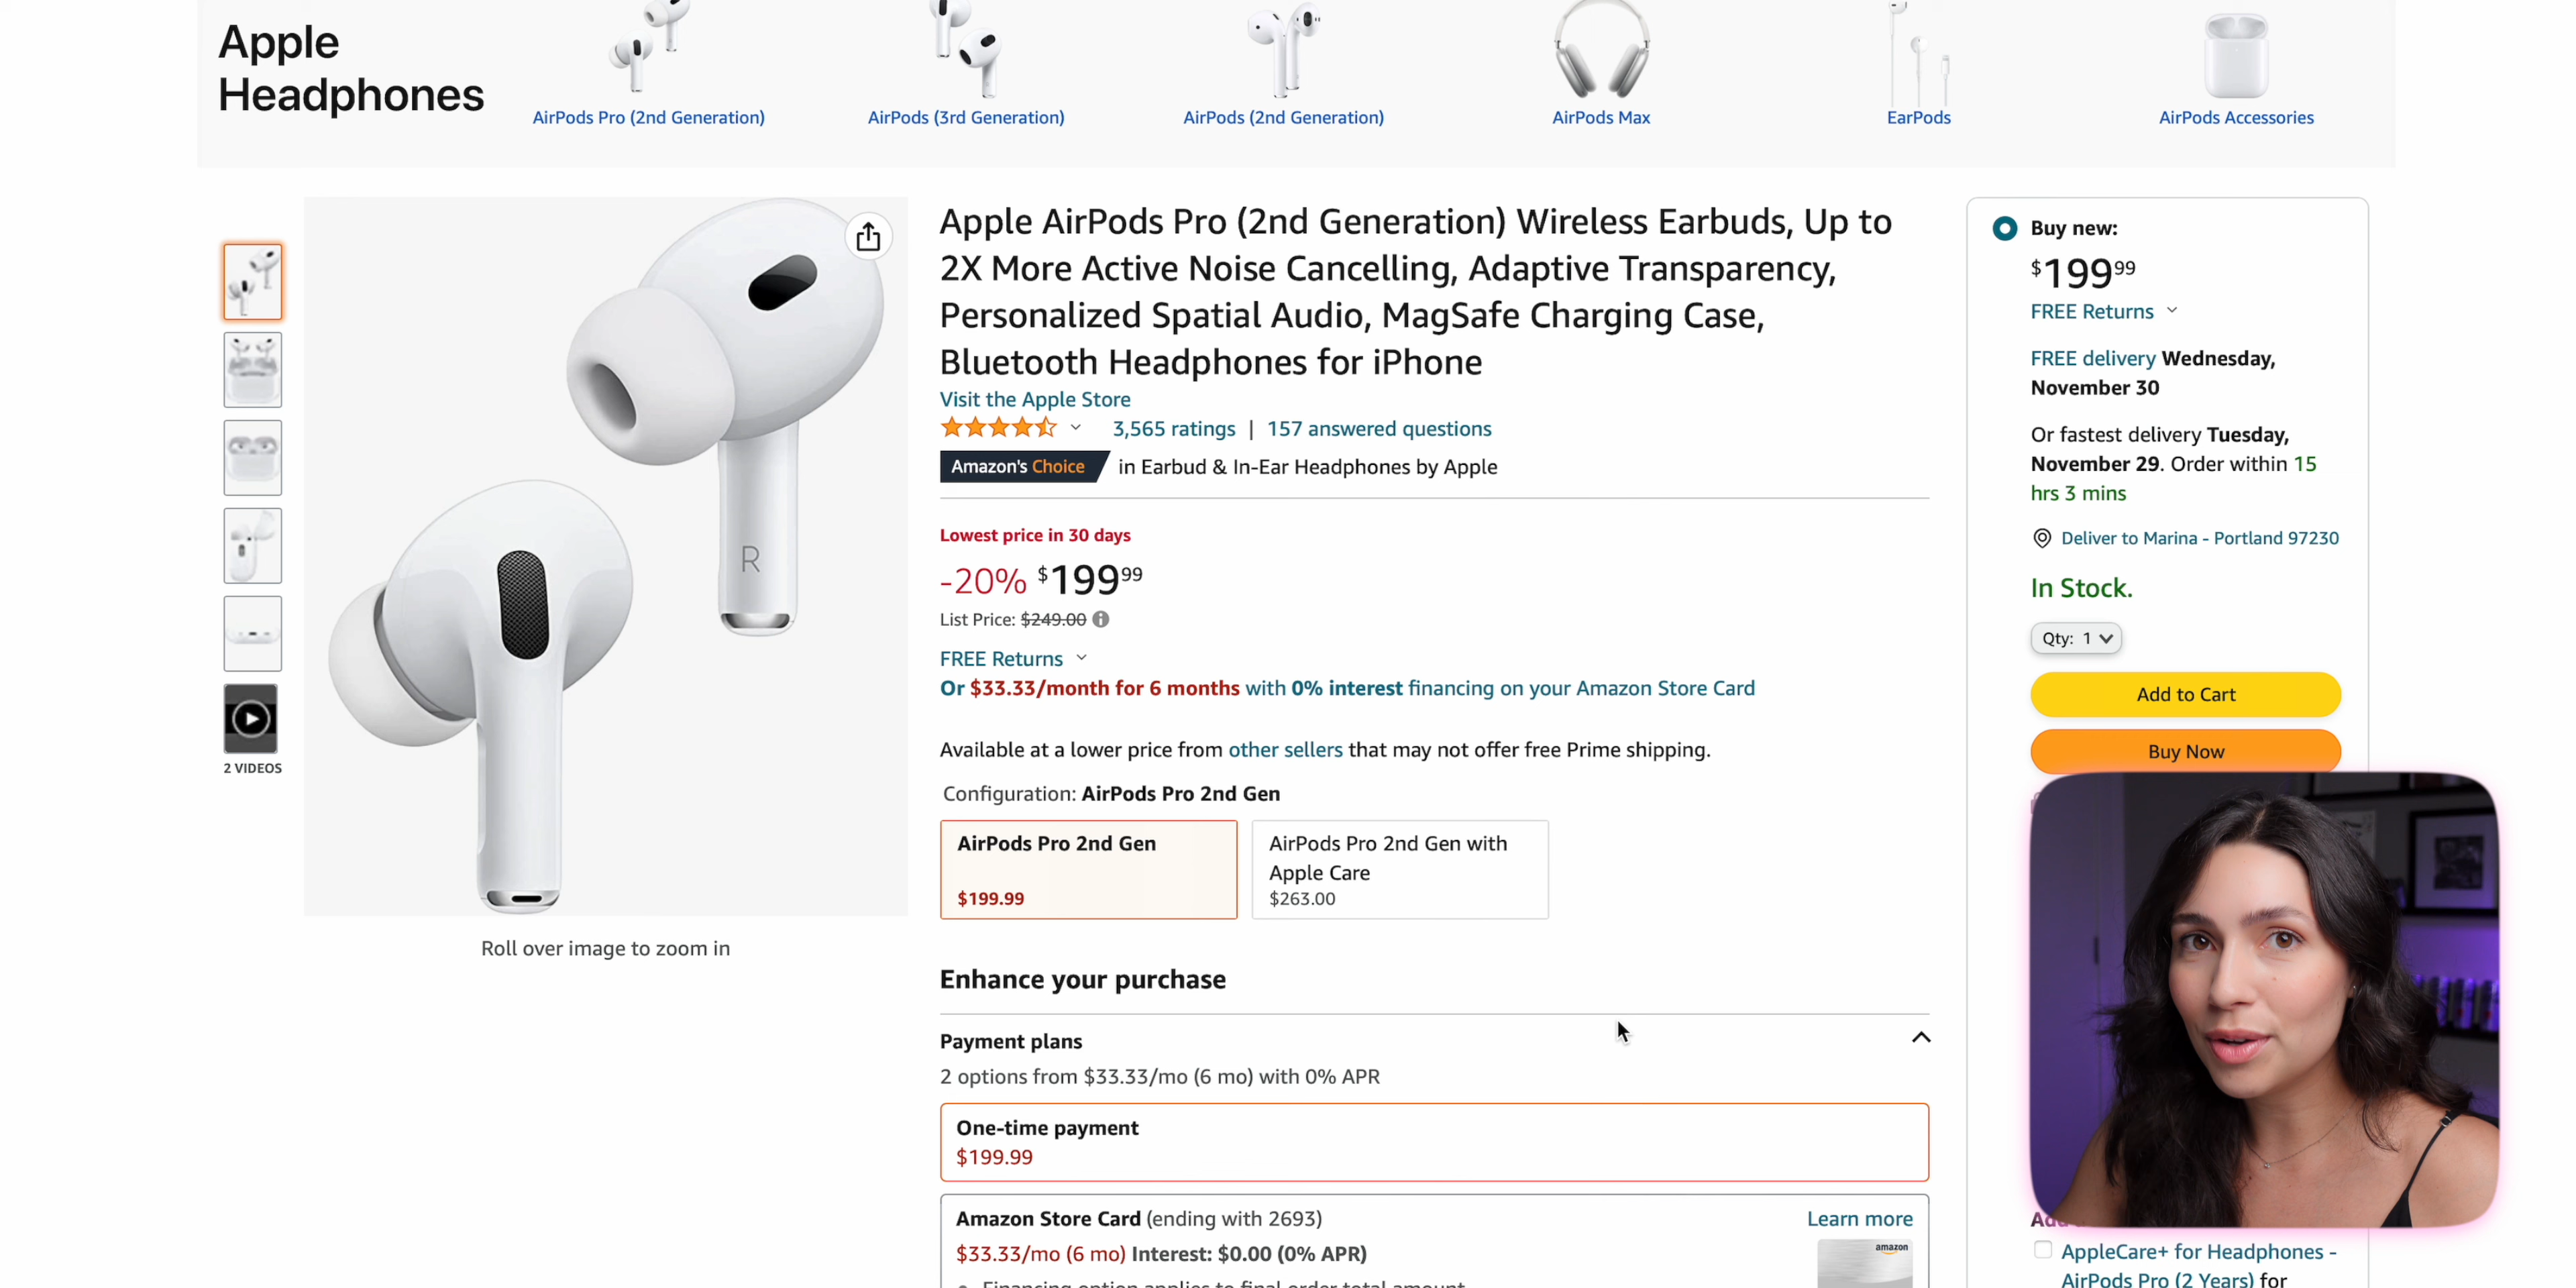 Apple
Headphones
AirPods Pro (2nd Generation)
AirPods (3rd Generation)
AirPods (2nd Generation)
AirPods Max
EarPods
AirPods Accessories
2 VIDEOS
R
Roll over image to zoom in
Apple AirPods Pro (2nd Generation) Wireless Earbuds, Up to
2X More Active Noise Cancelling, Adaptive Transparency,
Personalized Spatial Audio, MagSafe Charging Case,
Bluetooth Headphones for iPhone
Visit the Apple Store
3,565 ratings | 157 answered questions
Amazon's Choice in Earbud & In-Ear Headphones by Apple
Lowest price in 30 days
-20% $199 99
List Price: $249.00
FREE Returns
Or $33.33/month for 6 months with 0% interest financing on your Amazon Store Card
Available at a lower price from other sellers that may not offer free Prime shipping.
Configuration: AirPods Pro 2nd Gen
AirPods Pro 2nd Gen
$199.99
AirPods Pro 2nd Gen with
Apple Care
$263.00
Enhance your purchase
Payment plans
2 options from $33.33/mo (6 mo) with 0% APR
One-time payment
$199.99
Amazon Store Card (ending with 2693)
Learn more
$33.33/mo (6 mo) Interest: $0.00 (0% APR)
amazon
Financing option applies to final order total amount
Buy new:
$199 99
FREE Returns
FREE delivery Wednesday,
November 30
Or fastest delivery Tuesday,
November 29. Order within 15
hrs 3 mins
Deliver to Marina - Portland 97230
In Stock.
Qty: 1
Add to Cart
Buy Now
AppleCare+ for Headphones -
AirPods Pro (2 Years) for